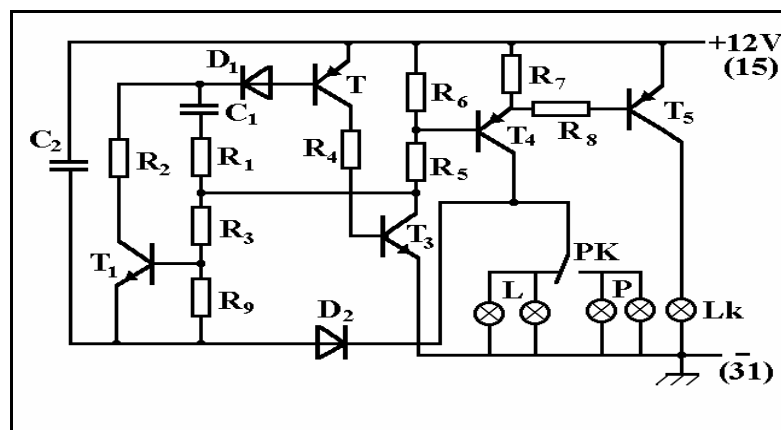 +12V
(15)
D₁
T
R₇
R₆
C₁
T₄
T₅
C₂
R₂
R₁
R₄
R₈
R₅
R₃
T₃
PK
T₁
R₉
D₂
L
P
Lk
−
(31)